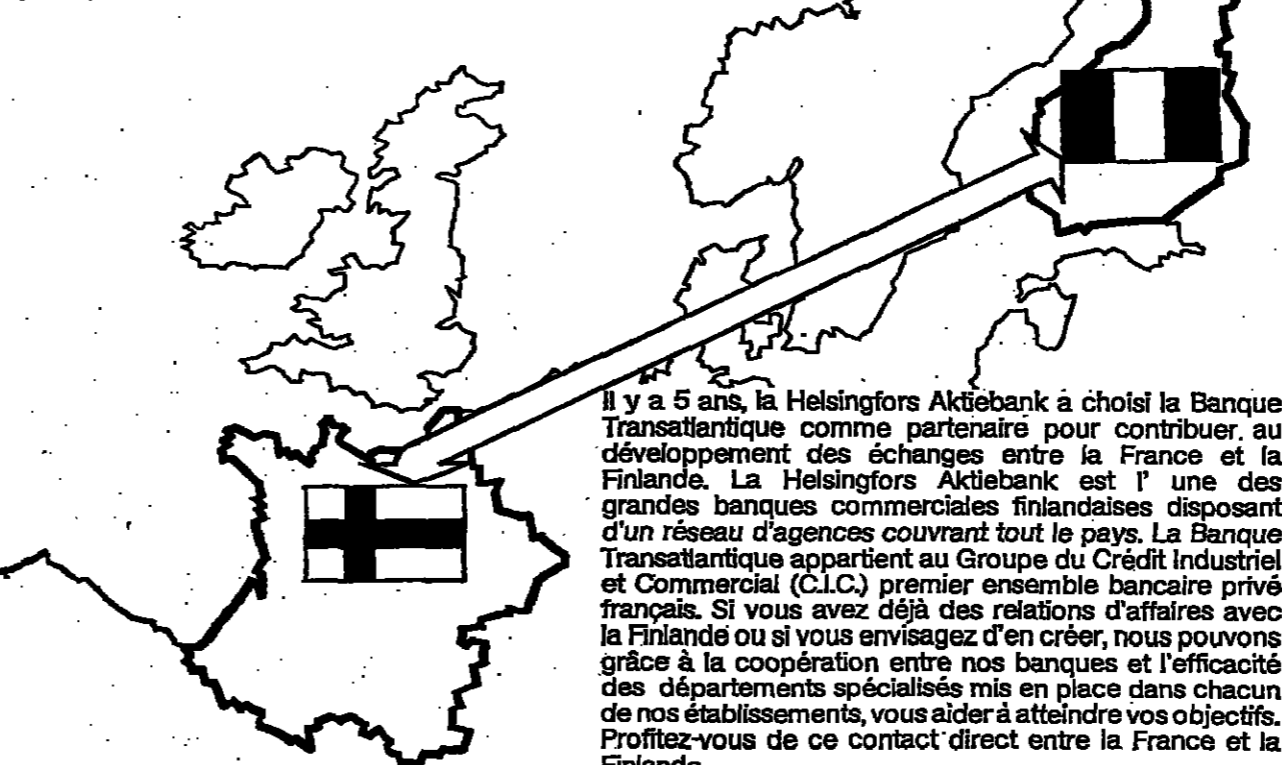 Il y a 5 ans, la Helsingfors Aktiebank a choisi la Banque
Transatlantique comme partenaire pour contribuer. au
développement des échanges entre la France et la
Finlande. La Helsingfors Aktiebank est l' une des
grandes banques commerciales finlandaises disposant
d'un réseau d'agences couvrant tout le pays. La Banque
Transatlantique appartient au Groupe du Crédit Industriel
et Commercial (C.I.C.) premier ensemble bancaire privé
français. Si vous avez déjà des relations d'affaires avec
la Finlande ou si vous envisagez d'en créer, nous pouvons
grâce à la coopération entre nos banques et l'efficacité
des départements spécialisés mis en place dans chacun
de nos établissements, vous aider à atteindre vos objectifs.
Profitez-vous de ce contact direct entre la France et la
Finlande